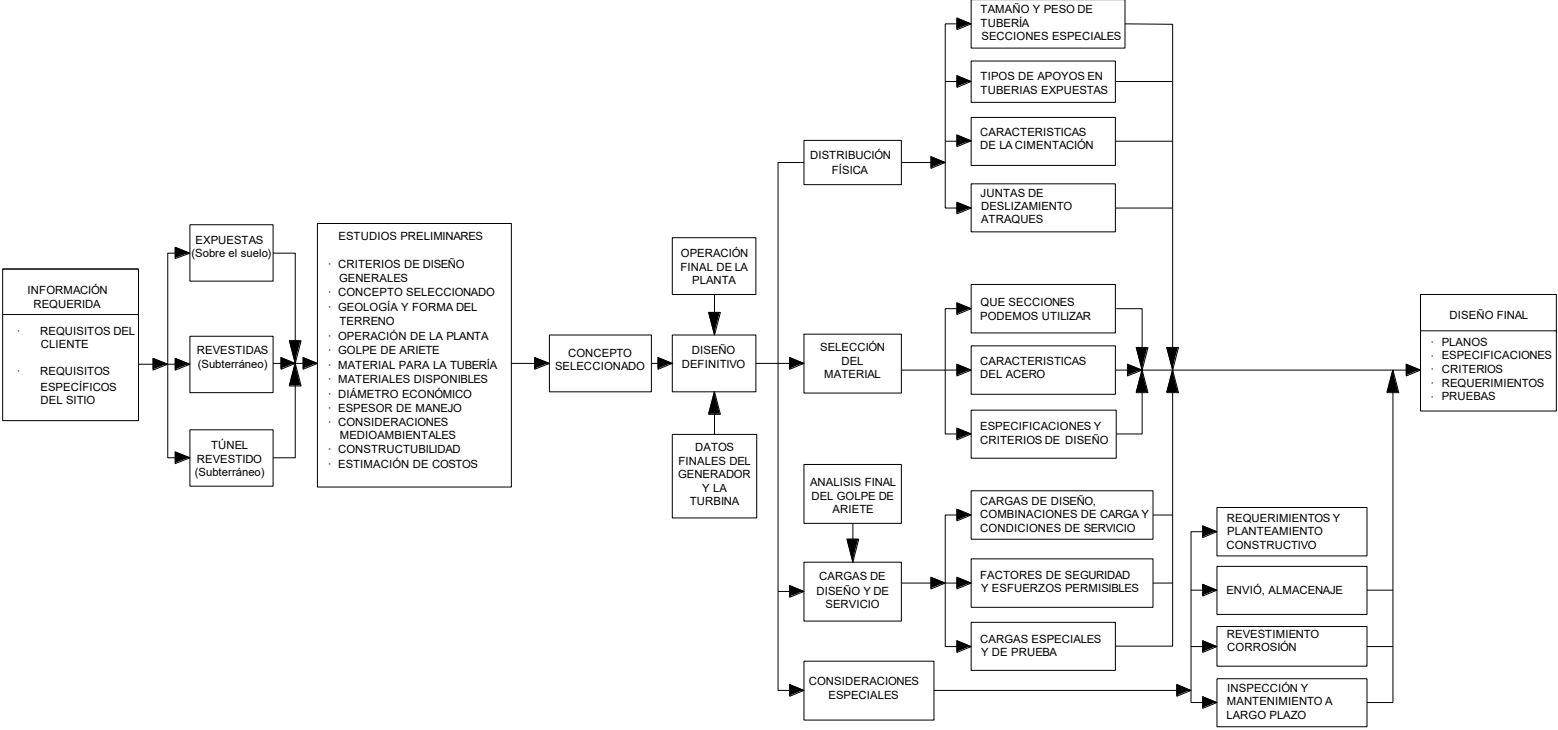 INFORMACIÓN
REQUERIDA
· REQUISITOS DEL
CLIENTE
· REQUISITOS
ESPECÍFICOS
DEL SITIO
EXPUESTAS
(Sobre el suelo)
REVESTIDAS
(Subterráneo)
TÚNEL
REVESTIDO
(Subterráneo)
ESTUDIOS PRELIMINARES
· CRITERIOS DE DISEÑO
GENERALES
· CONCEPTO SELECCIONADO
· GEOLOGÍA Y FORMA DEL
TERRENO
· OPERACIÓN DE LA PLANTA
· GOLPE DE ARIETE
· MATERIAL PARA LA TUBERÍA
· MATERIALES DISPONIBLES
· DIÁMETRO ECONÓMICO
· ESPESOR DE MANEJO
· CONSIDERACIONES
MEDIOAMBIENTALES
· CONSTRUCTUBILIDAD
· ESTIMACIÓN DE COSTOS
CONCEPTO
SELECCIONADO
OPERACIÓN
FINAL DE LA
PLANTA
DISEÑO
DEFINITIVO
DATOS
FINALES DEL
GENERADOR
Y LA
TURBINA
DISTRIBUCIÓN
FÍSICA
TAMAÑO Y PESO DE
TUBERÍA
SECCIONES ESPECIALES
TIPOS DE APOYOS EN
TUBERIAS EXPUESTAS
CARACTERISTICAS
DE LA CIMENTACIÓN
JUNTAS DE
DESLIZAMIENTO
ATRAQUES
SELECCIÓN
DEL
MATERIAL
QUE SECCIONES
PODEMOS UTILIZAR
CARACTERISTICAS
DEL ACERO
ESPECIFICACIONES Y
CRITERIOS DE DISEÑO
ANALISIS FINAL
DEL GOLPE DE
ARIETE
CARGAS DE
DISEÑO Y DE
SERVICIO
CARGAS DE DISEÑO,
COMBINACIONES DE CARGA Y
CONDICIONES DE SERVICIO
FACTORES DE SEGURIDAD
Y ESFUERZOS PERMISIBLES
CARGAS ESPECIALES
Y DE PRUEBA
CONSIDERACIONES
ESPECIALES
REQUERIMIENTOS Y
PLANTEAMIENTO
CONSTRUCTIVO
ENVIÓ, ALMACENAJE
REVESTIMIENTO
CORROSIÓN
INSPECCIÓN Y
MANTENIMIENTO A
LARGO PLAZO
DISEÑO FINAL
· PLANOS
· ESPECIFICACIONES
· CRITERIOS
· REQUERIMIENTOS
· PRUEBAS